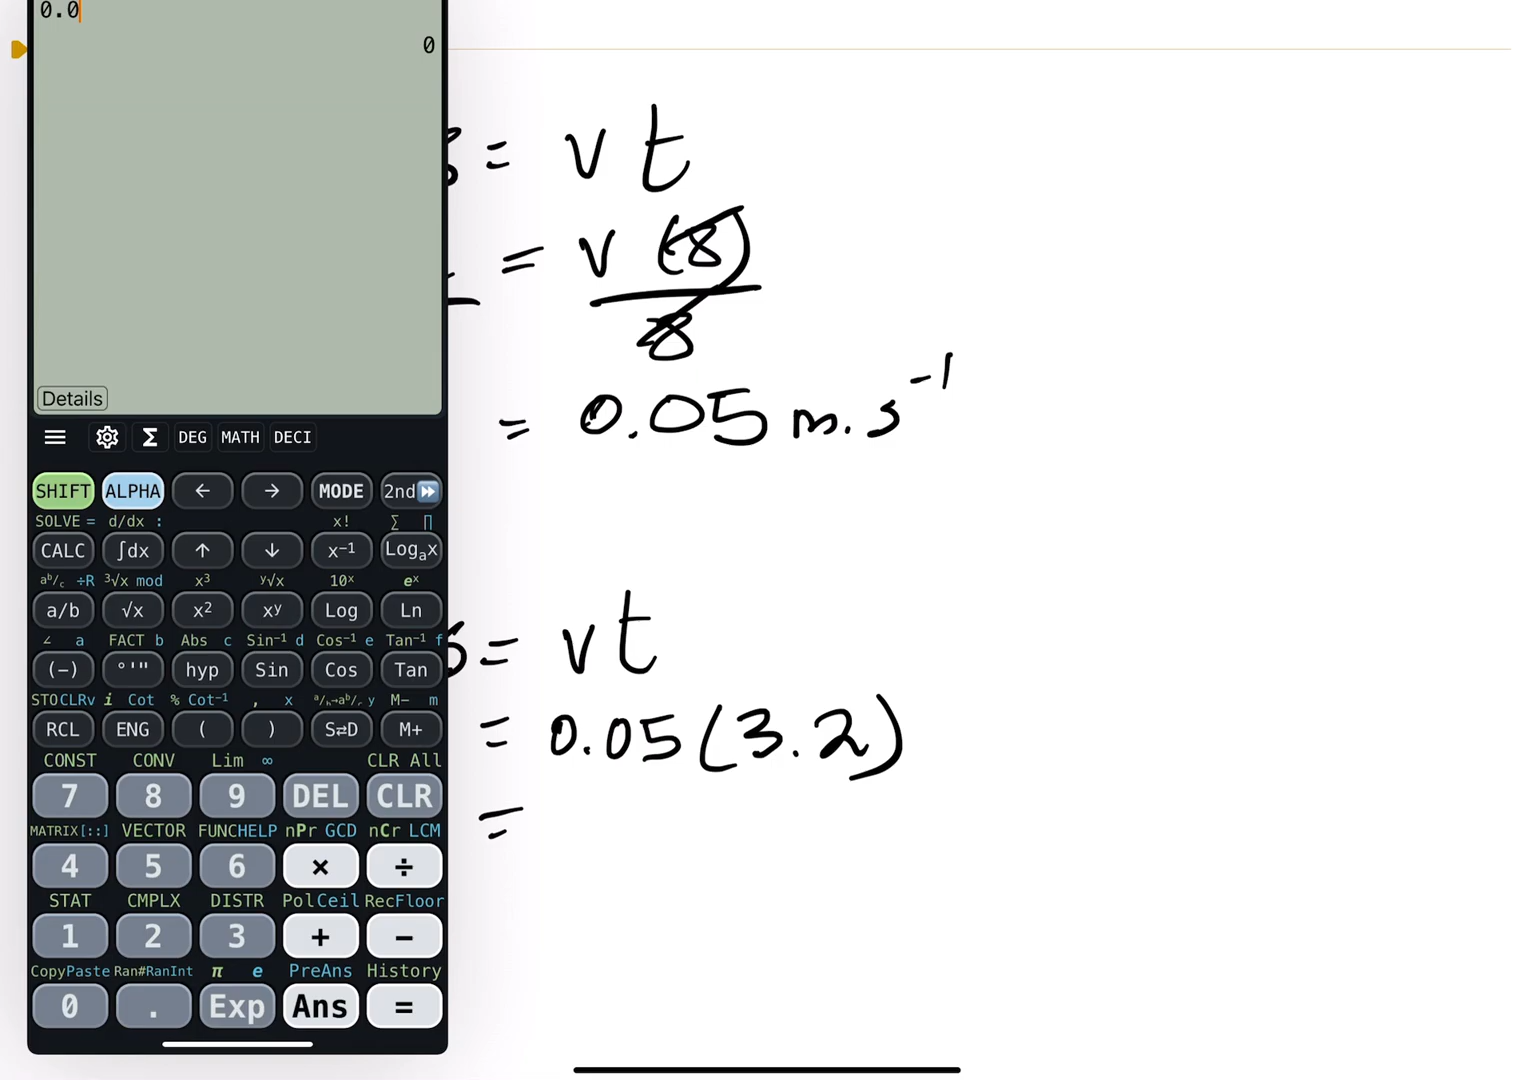 0.0
0
s = v t
= v (8)
8
= 0.05 m.s⁻¹
s = v t
= 0.05 (3.2)
=
Details
DEG MATH DECI
SHIFT ALPHA ← → MODE 2nd
SOLVE = d/dx : x! ∑ ∏
CALC ∫dx ↑ ↓ x⁻¹ Logₐx
aᵇ/c ÷R ³√x mod x³ ʸ√x 10ˣ eˣ
a/b √x x² xʸ Log Ln
∠ a FACT b Abs c Sin⁻¹ d Cos⁻¹ e Tan⁻¹ f
(−) °'" hyp Sin Cos Tan
STO CLRv i Cot % Cot⁻¹ , x y M− m
RCL ENG ( ) S⇄D M+
CONST CONV Lim ∞ CLR All
7 8 9 DEL CLR
MATRIX[::] VECTOR FUNC HELP nPr GCD nCr LCM
4 5 6 × ÷
STAT CMPLX DISTR Pol Ceil Rec Floor
1 2 3 + −
Copy Paste Ran# RanInt π e PreAns History
0 . Exp Ans =